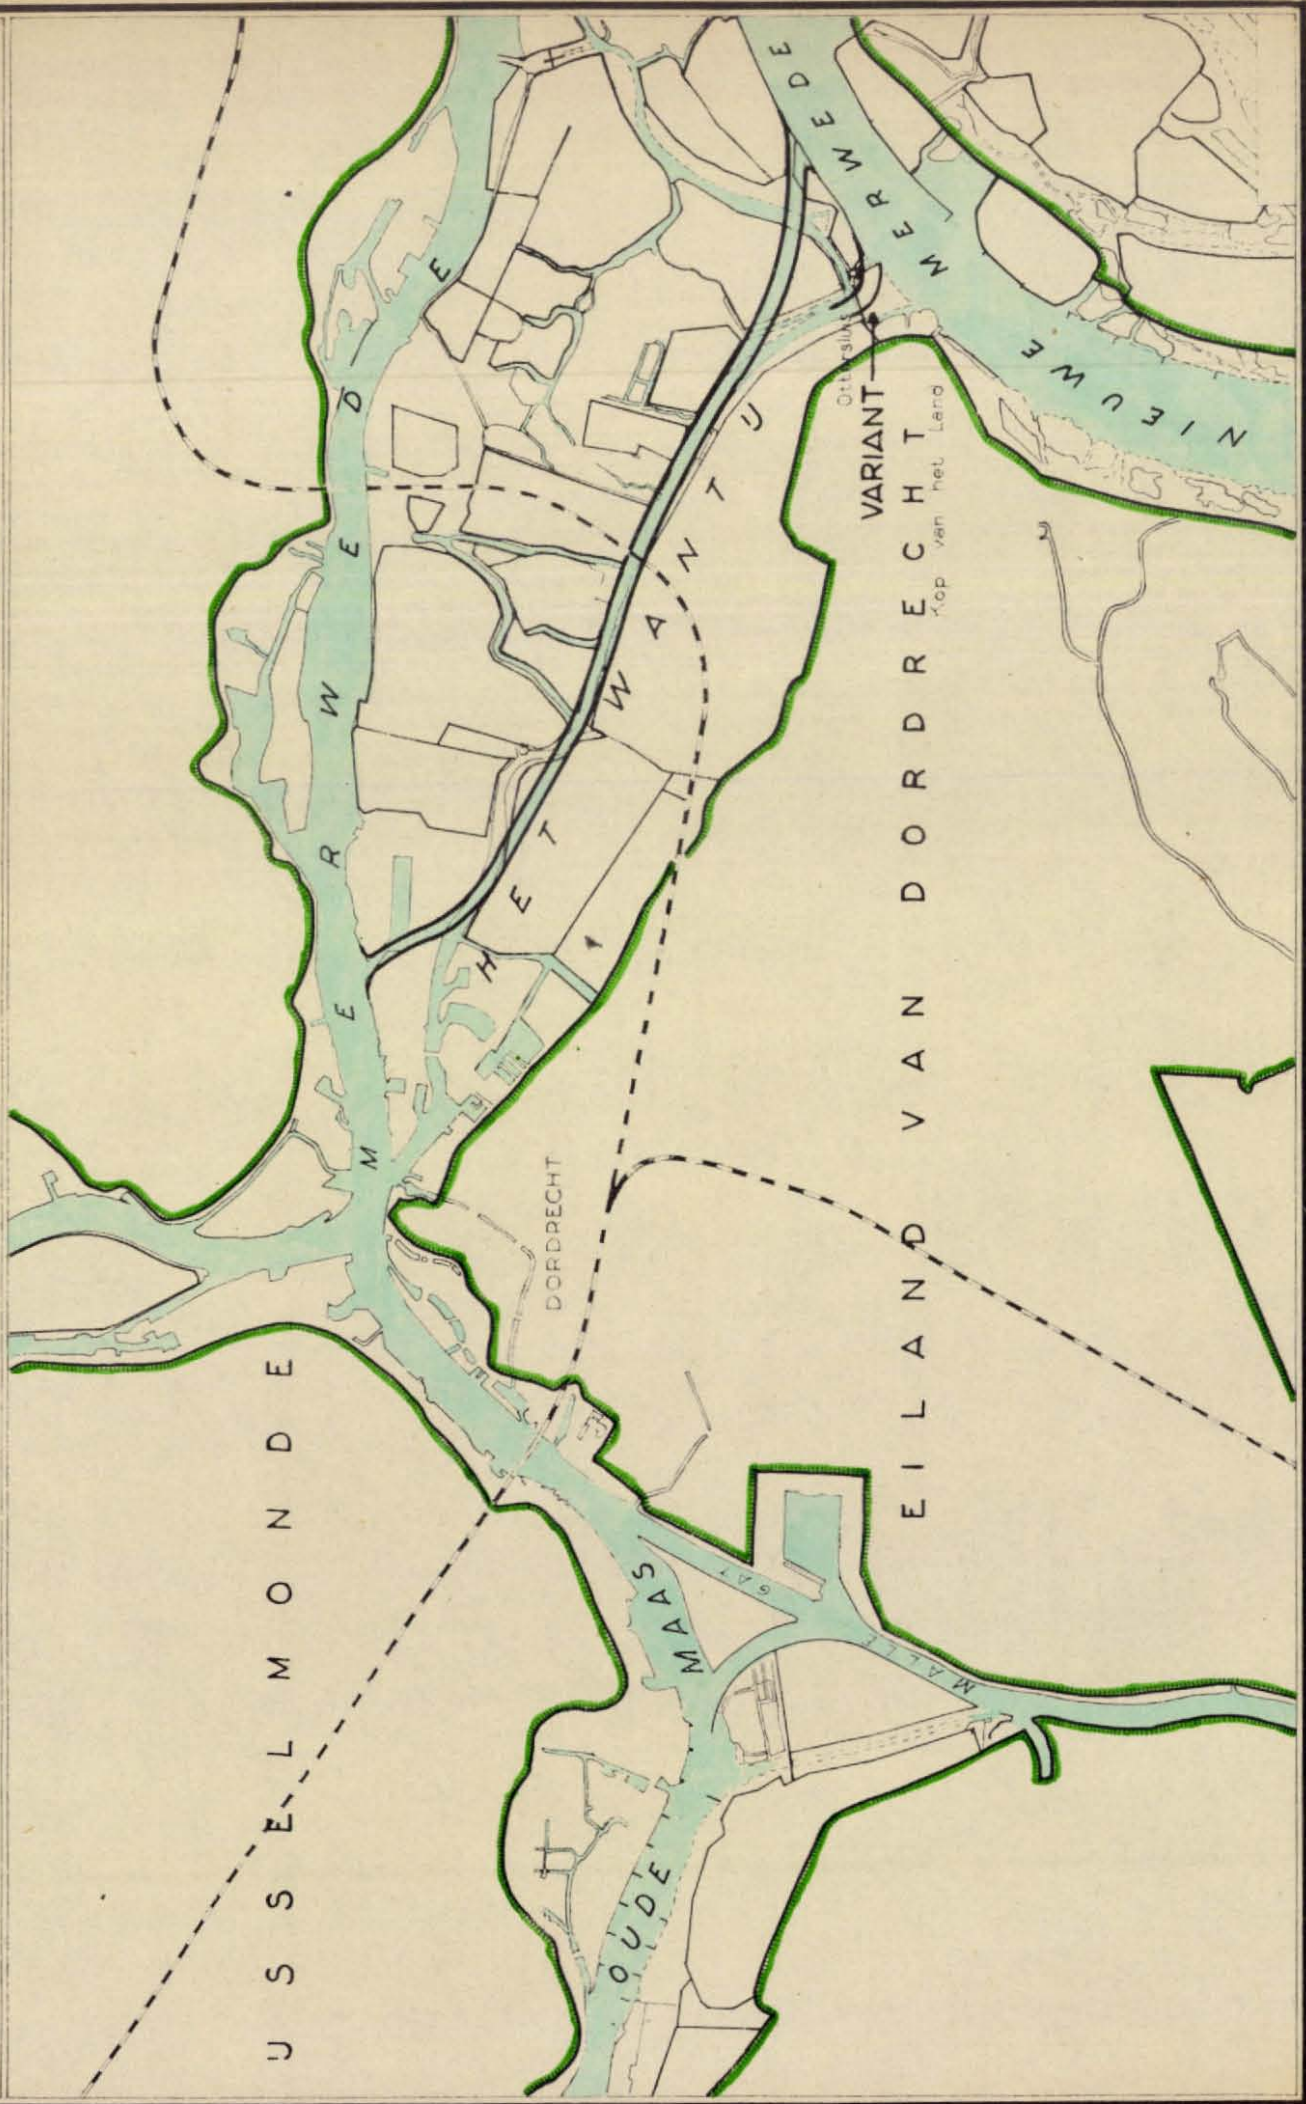 IJSSELMONDE
MERWEDE
HET WANTIJ
OUDE MAAS
MALLE GAT
DORDRECHT
EILAND VAN DORDRECHT
Kop van het Land
VARIANT
NIEUWE MERWEDE